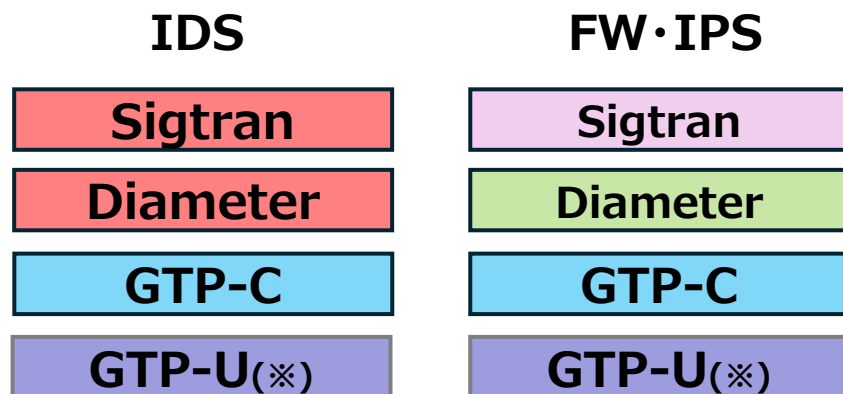 IDS
Sigtran
Diameter
GTP-C
GTP-U(※)
FW・IPS
Sigtran
Diameter
GTP-C
GTP-U(※)